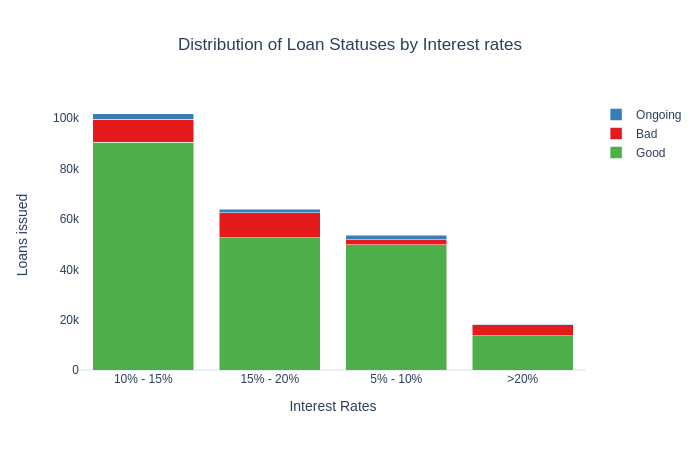 Distribution of Loan Statuses by Interest rates
100k
80k
60k
40k
20k
0
Loans issued
10% - 15%
15% - 20%
5% - 10%
>20%
Interest Rates
Ongoing
Bad
Good